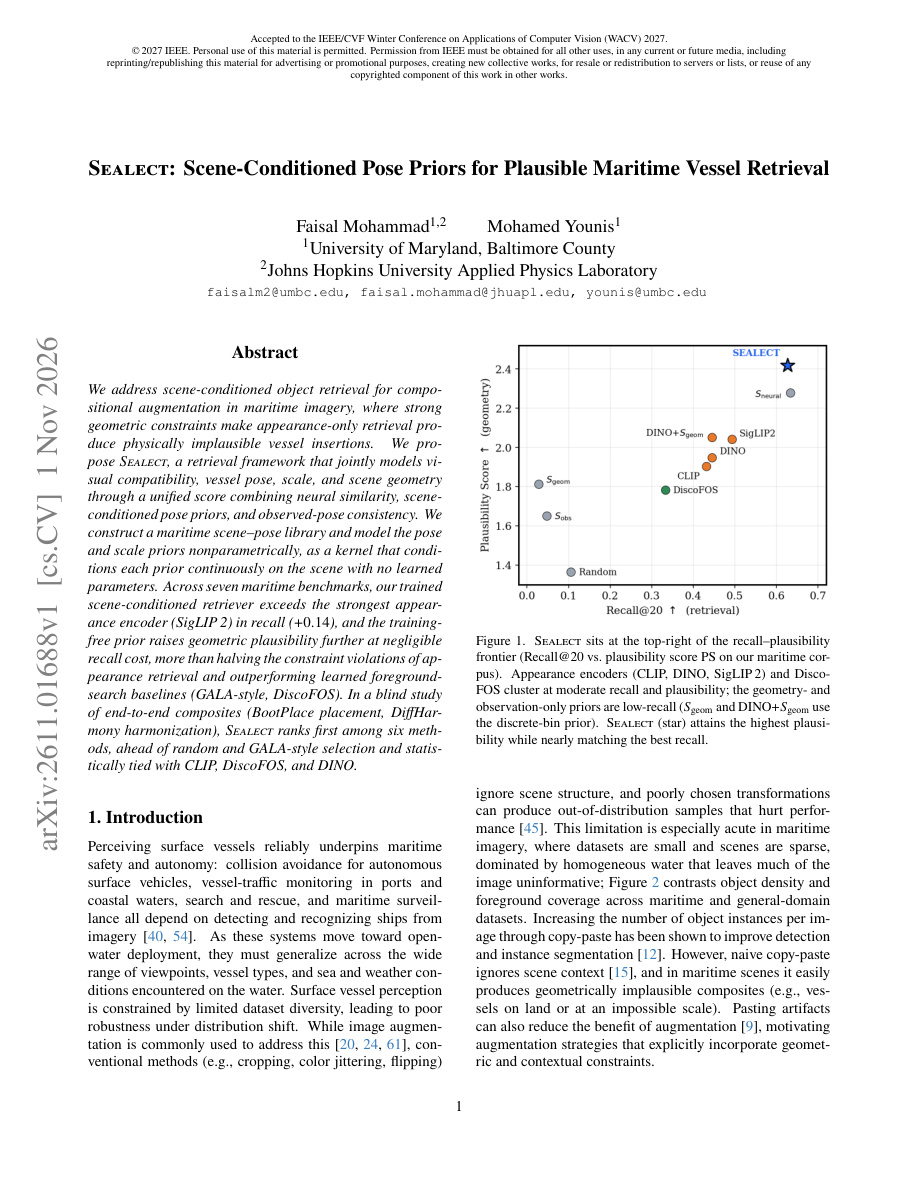 Accepted to the IEEE/CVF Winter Conference on Applications of Computer Vision (WACV) 2027.
© 2027 IEEE. Personal use of this material is permitted. Permission from IEEE must be obtained for all other uses, in any current or future media, including
reprinting/republishing this material for advertising or promotional purposes, creating new collective works, for resale or redistribution to servers or lists, or reuse of any
copyrighted component of this work in other works.
SEALECT: Scene-Conditioned Pose Priors for Plausible Maritime Vessel Retrieval
Faisal Mohammad1,2 Mohamed Younis1
1University of Maryland, Baltimore County
2Johns Hopkins University Applied Physics Laboratory
faisalm2@umbc.edu, faisal.mohammad@jhuapl.edu, younis@umbc.edu
arXiv:2611.01688v1 [cs.CV] 1 Nov 2026
Abstract
We address scene-conditioned object retrieval for compo-
sitional augmentation in maritime imagery, where strong
geometric constraints make appearance-only retrieval pro-
duce physically implausible vessel insertions. We pro-
pose SEALECT, a retrieval framework that jointly models vi-
sual compatibility, vessel pose, scale, and scene geometry
through a unified score combining neural similarity, scene-
conditioned pose priors, and observed-pose consistency. We
construct a maritime scene–pose library and model the pose
and scale priors nonparametrically, as a kernel that condi-
tions each prior continuously on the scene with no learned
parameters. Across seven maritime benchmarks, our trained
scene-conditioned retriever exceeds the strongest appear-
ance encoder (SigLIP 2) in recall (+0.14), and the training-
free prior raises geometric plausibility further at negligible
recall cost, more than halving the constraint violations of ap-
pearance retrieval and outperforming learned foreground-
search baselines (GALA-style, DiscoFOS). In a blind study
of end-to-end composites (BootPlace placement, DiffHar-
mony harmonization), SEALECT ranks first among six meth-
ods, ahead of random and GALA-style selection and statis-
tically tied with CLIP, DiscoFOS, and DINO.
1. Introduction
Perceiving surface vessels reliably underpins maritime
safety and autonomy: collision avoidance for autonomous
surface vehicles, vessel-traffic monitoring in ports and
coastal waters, search and rescue, and maritime surveil-
lance all depend on detecting and recognizing ships from
imagery [40, 54]. As these systems move toward open-
water deployment, they must generalize across the wide
range of viewpoints, vessel types, and sea and weather con-
ditions encountered on the water. Surface vessel perception
is constrained by limited dataset diversity, leading to poor
robustness under distribution shift. While image augmen-
tation is commonly used to address this [20, 24, 61], con-
ventional methods (e.g., cropping, color jittering, flipping)
Plausibility Score ↑ (geometry)
2.4
2.2
2.0
1.8
1.6
1.4
SEALECT
Sneural
DINO+Sgeom
SigLIP2
DINO
CLIP
Sgeom
DiscoFOS
Sobs
Random
0.0 0.1 0.2 0.3 0.4 0.5 0.6 0.7
Recall@20 ↑ (retrieval)
Figure 1. SEALECT sits at the top-right of the recall–plausibility
frontier (Recall@20 vs. plausibility score PS on our maritime cor-
pus). Appearance encoders (CLIP, DINO, SigLIP 2) and Disco-
FOS cluster at moderate recall and plausibility; the geometry- and
observation-only priors are low-recall (Sgeom and DINO+Sgeom use
the discrete-bin prior). SEALECT (star) attains the highest plausi-
bility while nearly matching the best recall.
ignore scene structure, and poorly chosen transformations
can produce out-of-distribution samples that hurt perfor-
mance [45]. This limitation is especially acute in maritime
imagery, where datasets are small and scenes are sparse,
dominated by homogeneous water that leaves much of the
image uninformative; Figure 2 contrasts object density and
foreground coverage across maritime and general-domain
datasets. Increasing the number of object instances per im-
age through copy-paste has been shown to improve detection
and instance segmentation [12]. However, naive copy-paste
ignores scene context [15], and in maritime scenes it easily
produces geometrically implausible composites (e.g., ves-
sels on land or at an impossible scale). Pasting artifacts
can also reduce the benefit of augmentation [9], motivating
augmentation strategies that explicitly incorporate geomet-
ric and contextual constraints.
1